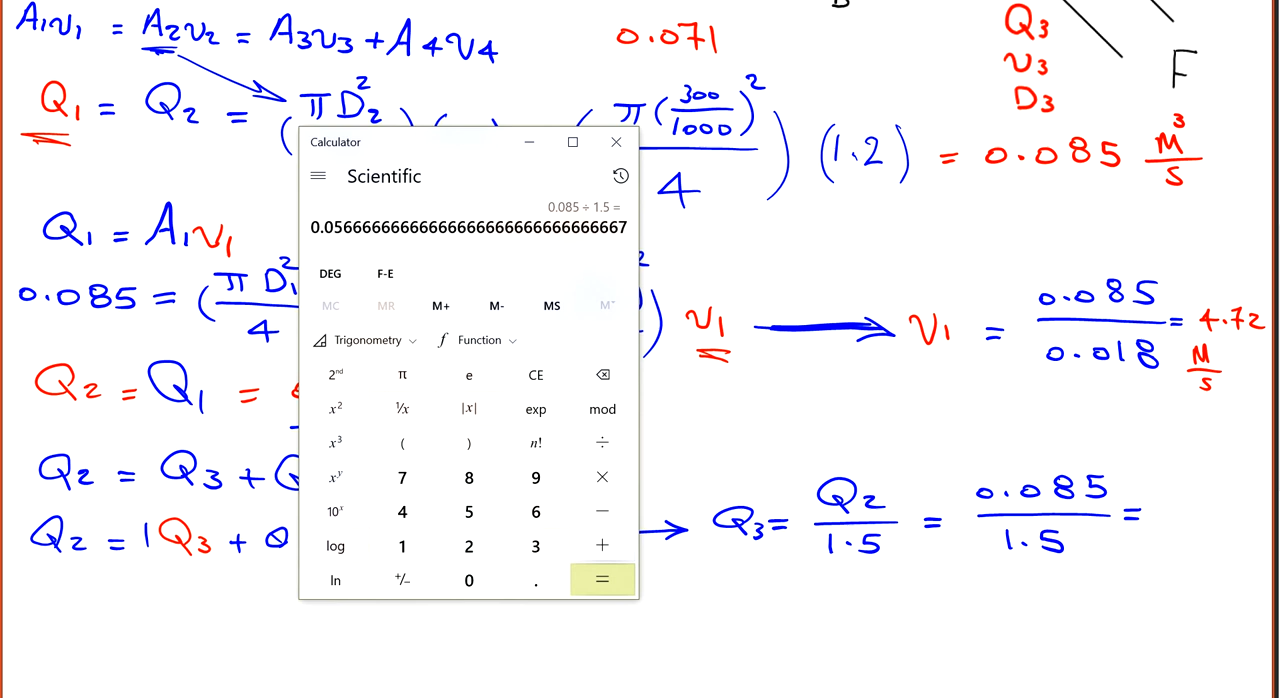 A₁v₁ = A₂v₂ = A₃v₃ + A₄v₄
0.071
Q₃
v₃
D₃
F
Q₁ = Q₂ = (πD₂²
(π(300/1000)²/4) (1.2) = 0.085 M³/S
Q₁ = A₁v₁
0.085 = (πD₁²/4
²) v₁ → v₁ = 0.085/0.018 = 4.72 M/S
Q₂ = Q₁ =
Q₂ = Q₃ +
Q₂ = 1Q₃ + 0
→ Q₃ = Q₂/1.5 = 0.085/1.5 =
Calculator
Scientific
0.085 ÷ 1.5 =
0.05666666666666666666666666666667
DEG F-E
MC MR M+ M- MS M˅
Trigonometry Function
2ⁿᵈ π e CE
x² ¹/x |x| exp mod
x³ ( ) n! ÷
xʸ 7 8 9 ×
10ˣ 4 5 6 −
log 1 2 3 +
ln +/− 0 . =